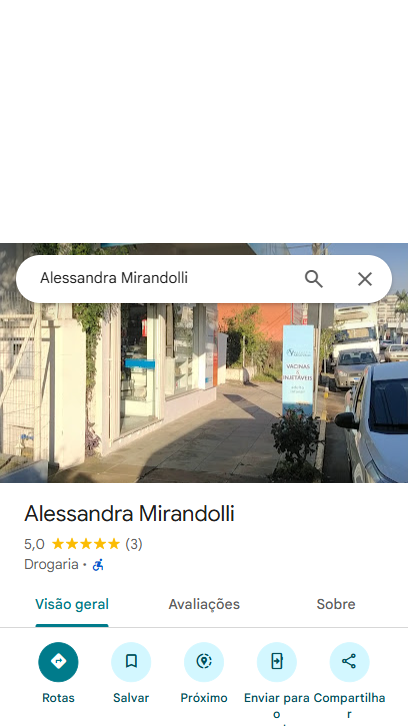 Alessandra Mirandolli
VACINAS
&
INJETÁVEIS
Alessandra Mirandolli
5,0 (3)
Drogaria •
Visão geral Avaliações Sobre
Rotas Salvar Próximo Enviar para o Compartilhar